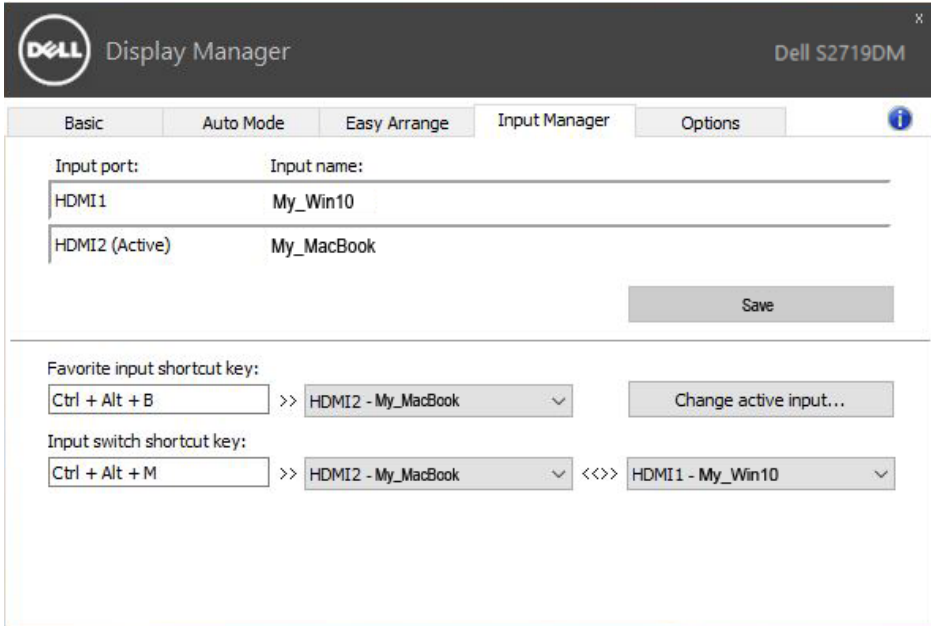 x
DELL Display Manager Dell S2719DM
Basic Auto Mode Easy Arrange Input Manager Options i
Input port: Input name:
HDMI1 My_Win10
HDMI2 (Active) My_MacBook
Save
Favorite input shortcut key:
Ctrl + Alt + B >> HDMI2 - My_MacBook Change active input...
Input switch shortcut key:
Ctrl + Alt + M >> HDMI2 - My_MacBook <<>> HDMI1 - My_Win10